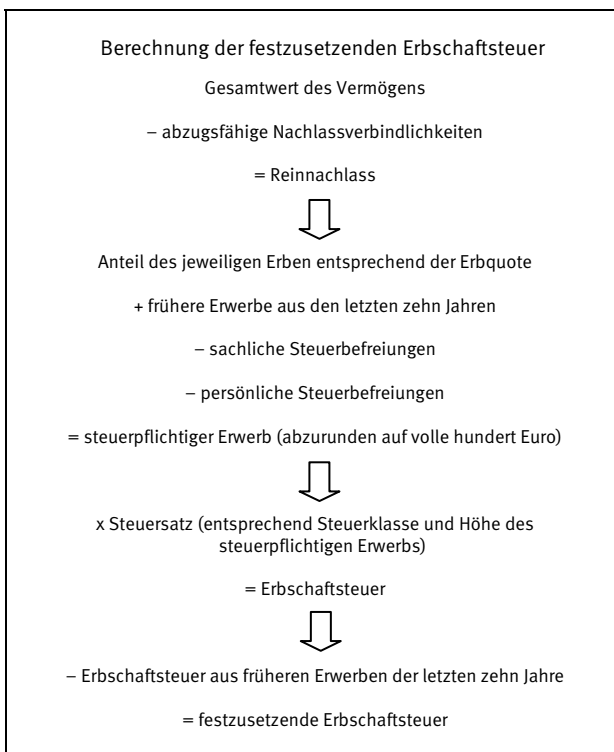 Berechnung der festzusetzenden Erbschaftsteuer
Gesamtwert des Vermögens
– abzugsfähige Nachlassverbindlichkeiten
= Reinnachlass
Anteil des jeweiligen Erben entsprechend der Erbquote
+ frühere Erwerbe aus den letzten zehn Jahren
– sachliche Steuerbefreiungen
– persönliche Steuerbefreiungen
= steuerpflichtiger Erwerb (abzurunden auf volle hundert Euro)
x Steuersatz (entsprechend Steuerklasse und Höhe des
steuerpflichtigen Erwerbs)
= Erbschaftsteuer
– Erbschaftsteuer aus früheren Erwerben der letzten zehn Jahre
= festzusetzende Erbschaftsteuer